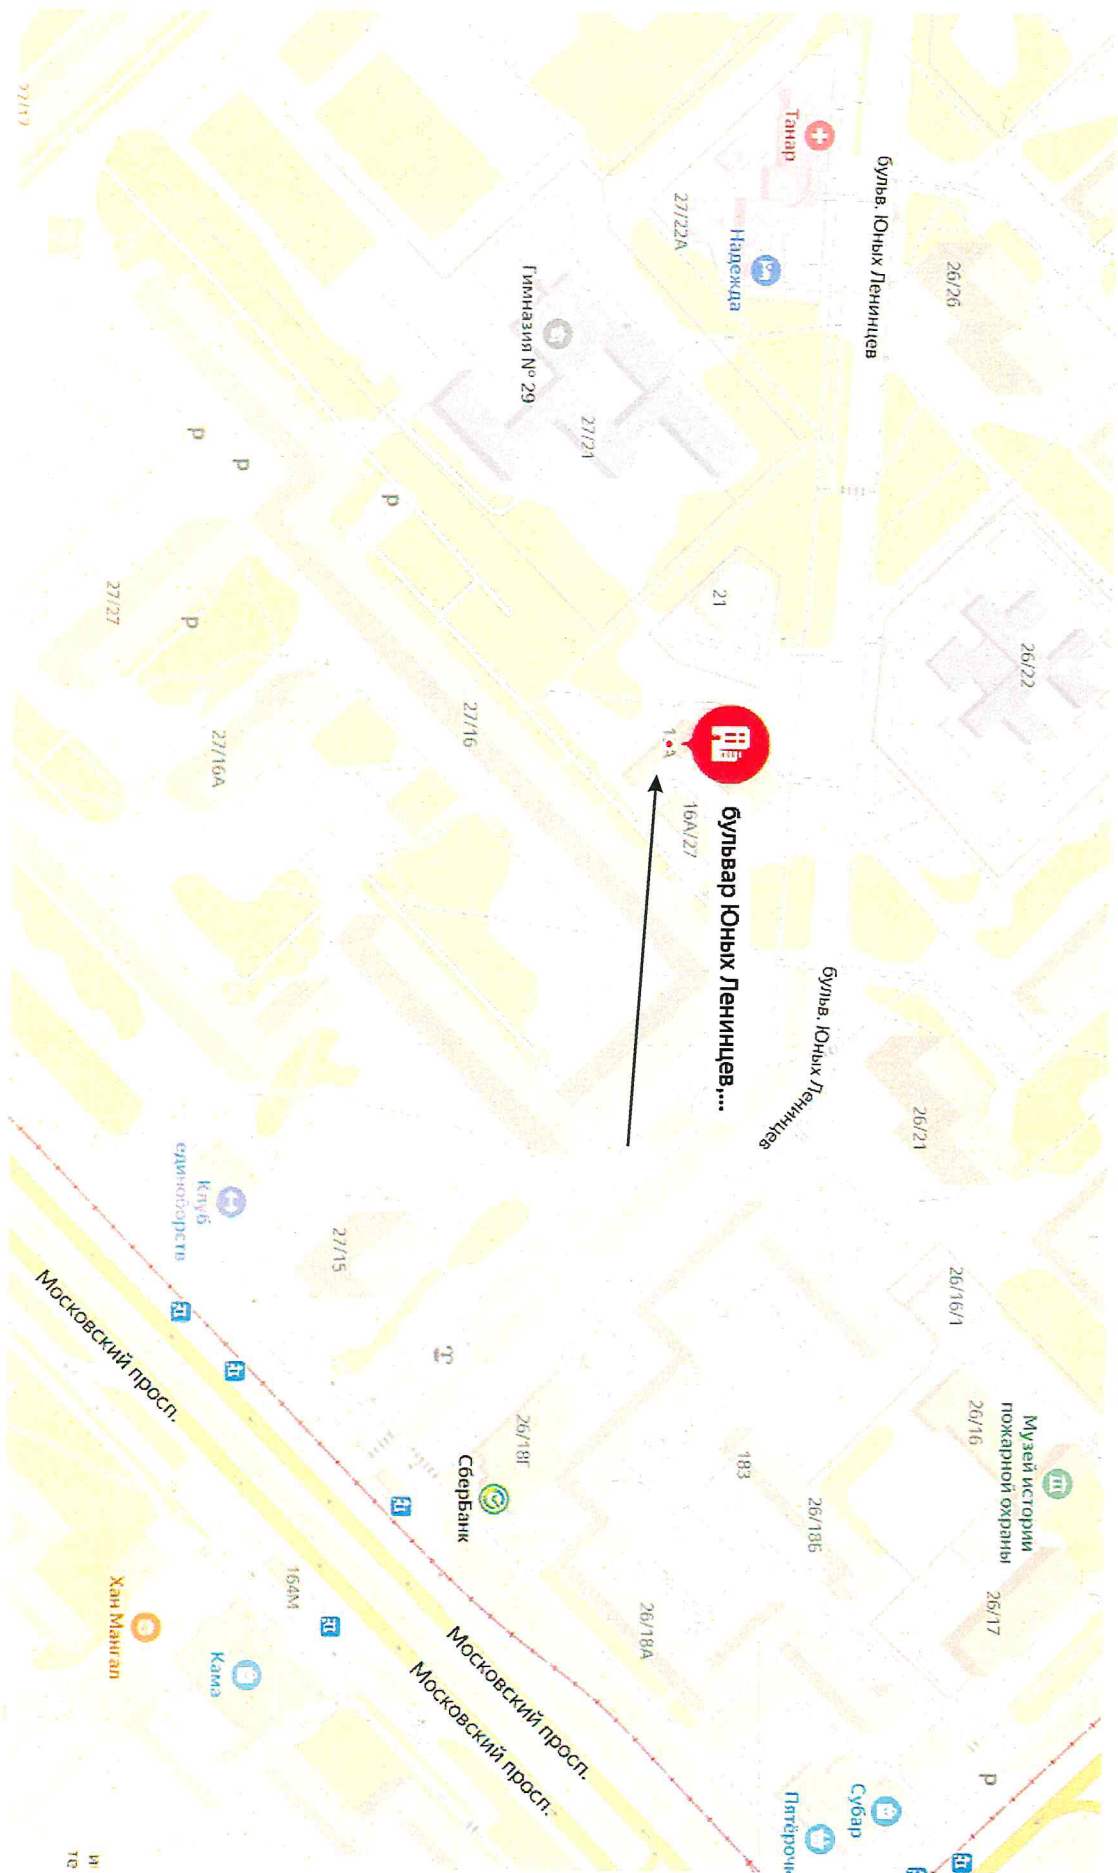 Музей истории
пожарной охраны
26/26
26/22
26/21
26/16/1
26/16
26/17
бульв. Юных Ленинцев
бульв. Юных Ленинцев
Танар
Надежда
27/22А
21
бульвар Юных Ленинцев,...
16А/27
183
26/18Б
Субар
Р
Гимназия № 29
27/21
27/16
26/18Г
СберБанк
26/18А
Р
Р
Р
Р
27/27
27/16А
27/15
Клуб
единоборств
Московский просп.
Московский просп.
Московский просп.
164М
Кама
Хан Мангал